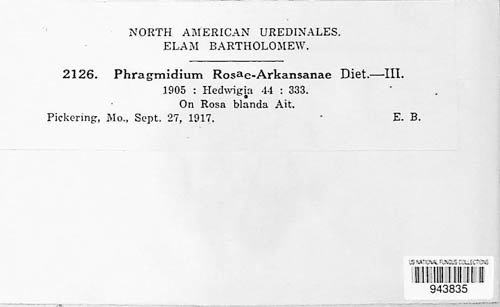 NORTH AMERICAN UREDINALES.
ELAM BARTHOLOMEW.
2126. Phragmidium Rosae-Arkansanae Diet.—III.
1905 : Hedwigia 44 : 333.
On Rosa blanda Ait.
Pickering, Mo., Sept. 27, 1917. E. B.
US NATIONAL FUNGUS COLLECTIONS
943835